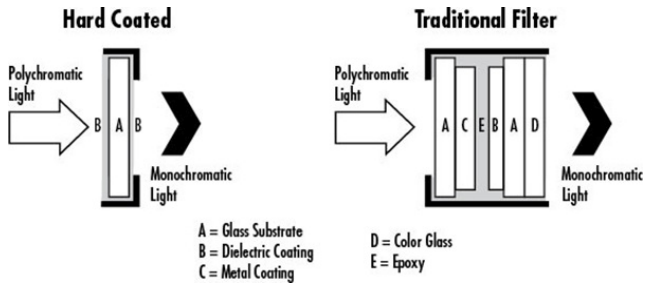 Hard Coated
Polychromatic
Light
B A B
Monochromatic
Light
A = Glass Substrate
B = Dielectric Coating
C = Metal Coating
Traditional Filter
Polychromatic
Light
A C E B A D
Monochromatic
Light
D = Color Glass
E = Epoxy